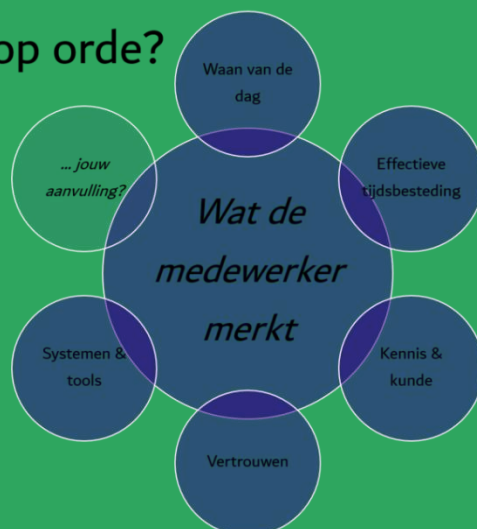 op orde?
Waan van de
dag
... jouw
aanvulling?
Effectieve
tijdsbesteding
Wat de
medewerker
merkt
Systemen &
tools
Kennis &
kunde
Vertrouwen